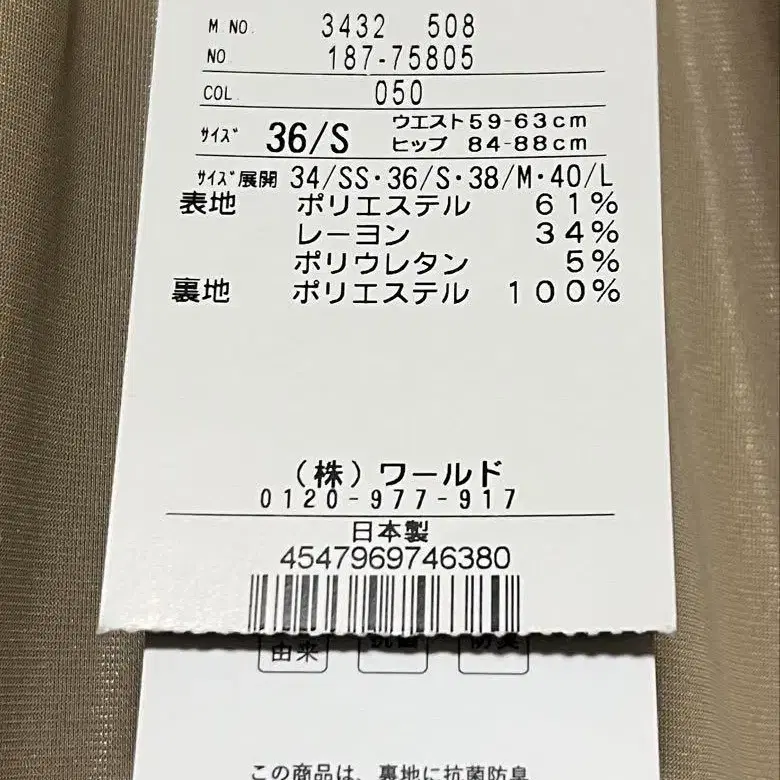 M NO. 3432 508
NO 187-75805
COL. 050
ｻｲｽﾞ 36/S ウエスト59-63cm
ヒップ 84-88cm
ｻｲｽﾞ展開 34/SS・36/S・38/M・40/L
表地 ポリエステル 61%
レーヨン 34%
ポリウレタン 5%
裏地 ポリエステル 100%
(株)ワールド
0120-977-917
日本製
4547969746380
由来
この商品は、裏地に抗菌防臭